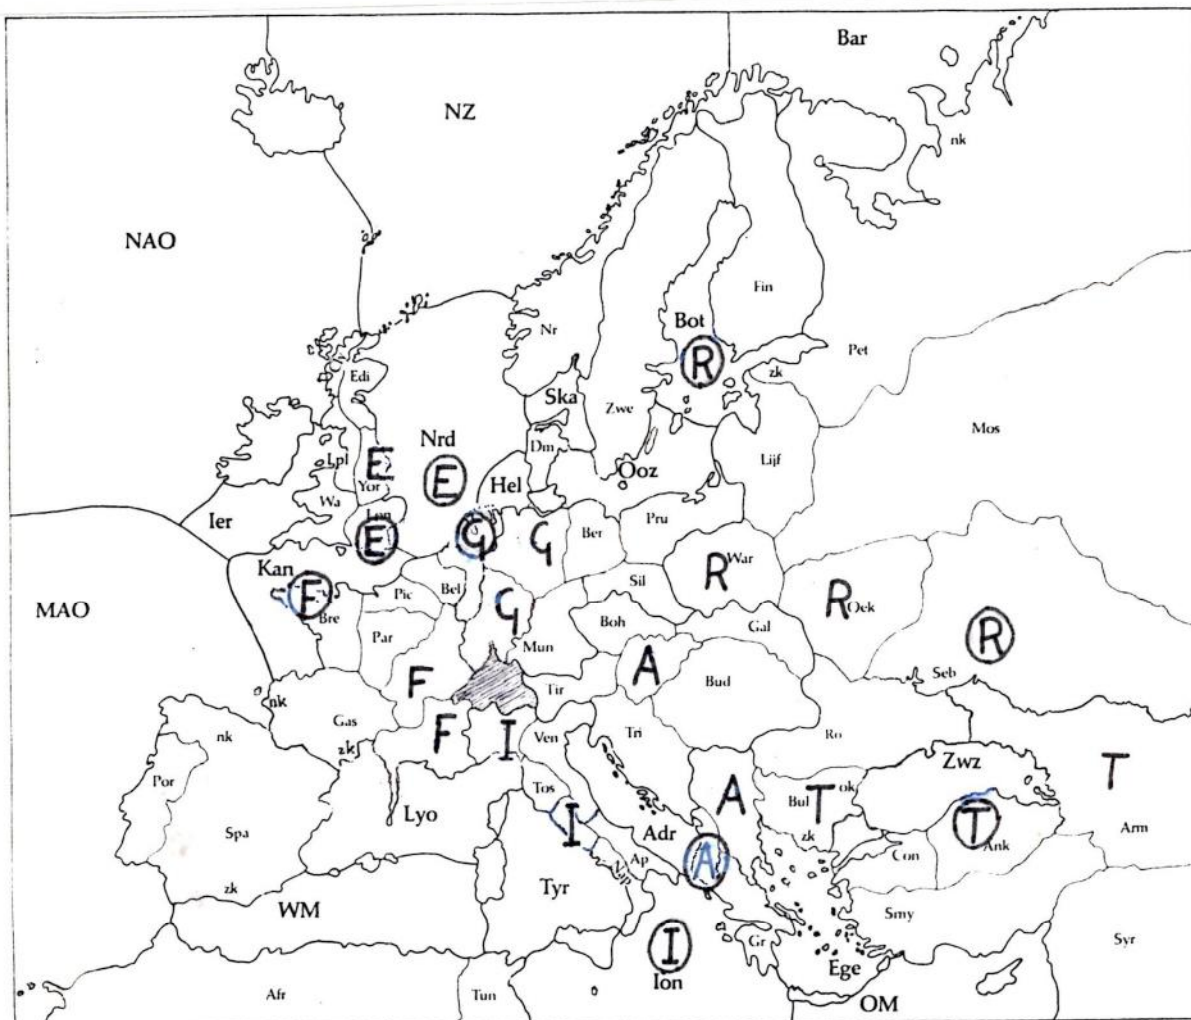 Bar
NZ
nk
NAO
Fin
Bot
Nr
R
Pet
zk
Edi
Ska
Zwe
Mos
Nrd
Dm
Lpl
E
Yor
E
Hel
Ooz
Lijf
Wa
Ier
Lon
E
G
G
Ber
Pru
Kan
F
Bre
Pic
Bel
Sil
R
War
R
Oek
MAO
G
Boh
Gal
R
Par
Mun
A
F
Tir
Bud
Seb
nk
Gas
F
I
Ven
Tri
Ro
nk
zk
Zwz
T
Por
Tos
A
Bul
T
ok
Lyo
I
Adr
zk
T
Ank
Arm
Spa
Ap
A
Con
Nap
zk
Tyr
WM
Smy
Gr
I
Ion
Ege
Syr
Afr
Tun
OM